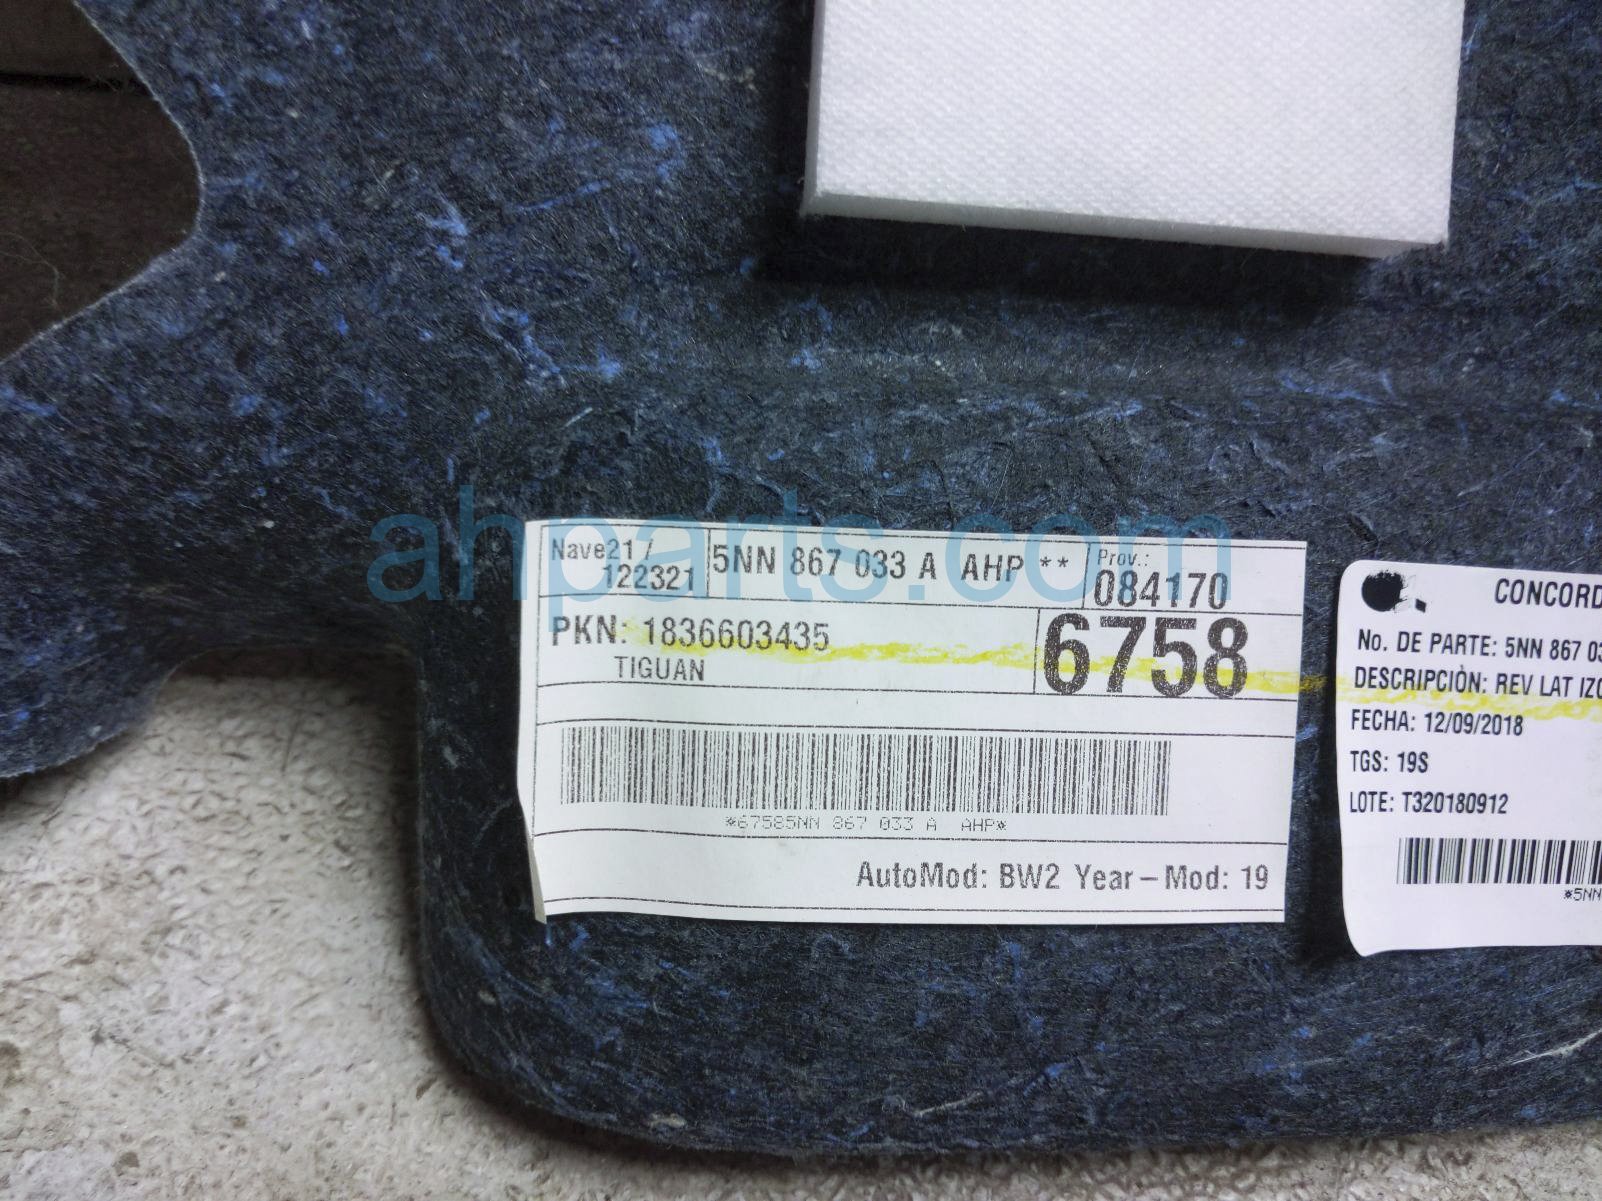 ahparts.com
Nave21 /
122321
5NN 867 033 A AHP **
Prov.:
084170
PKN: 1836603435
TIGUAN
6758
*67585NN 867 033 A AHP*
AutoMod: BW2 Year-Mod: 19
CONCORD
No. DE PARTE: 5NN 867 03
DESCRIPCIÒN: REV LAT IZQ
FECHA: 12/09/2018
TGS: 19S
LOTE: T320180912
*5NN